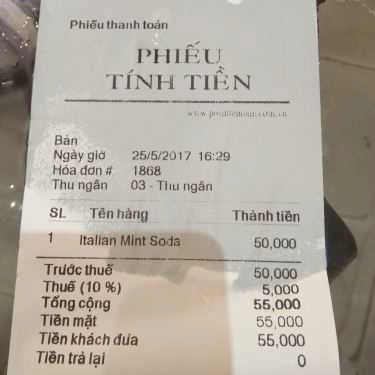 Phiếu thanh toán
PHIẾU
TÍNH TIỀN
Bàn
Ngày giờ 25/5/2017 16:29
Hóa đơn # 1868
Thu ngân 03 - Thu ngân
SL Tên hàng Thành tiền
1 Italian Mint Soda 50,000
Trước thuế 50,000
Thuế (10 %) 5,000
Tổng cộng 55,000
Tiền mặt 55,000
Tiền khách đưa 55,000
Tiền trả lại 0